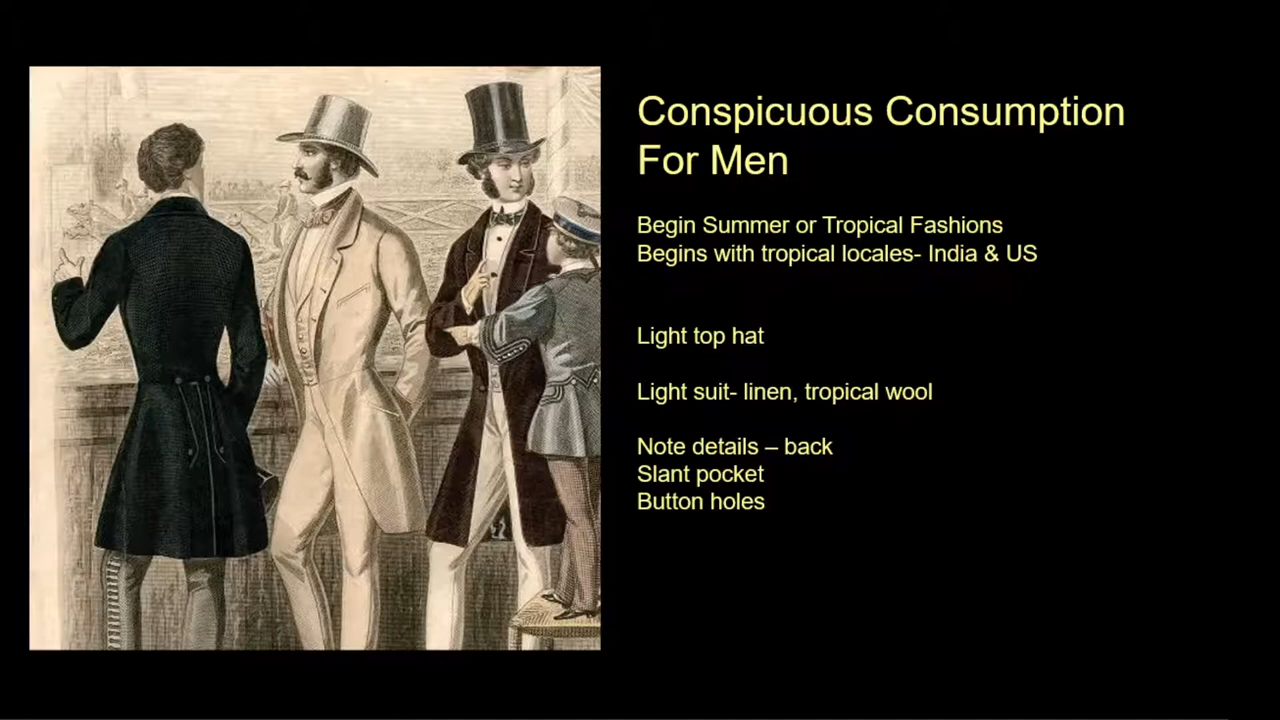 Conspicuous Consumption
For Men
Begin Summer or Tropical Fashions
Begins with tropical locales- India & US
Light top hat
Light suit- linen, tropical wool
Note details – back
Slant pocket
Button holes